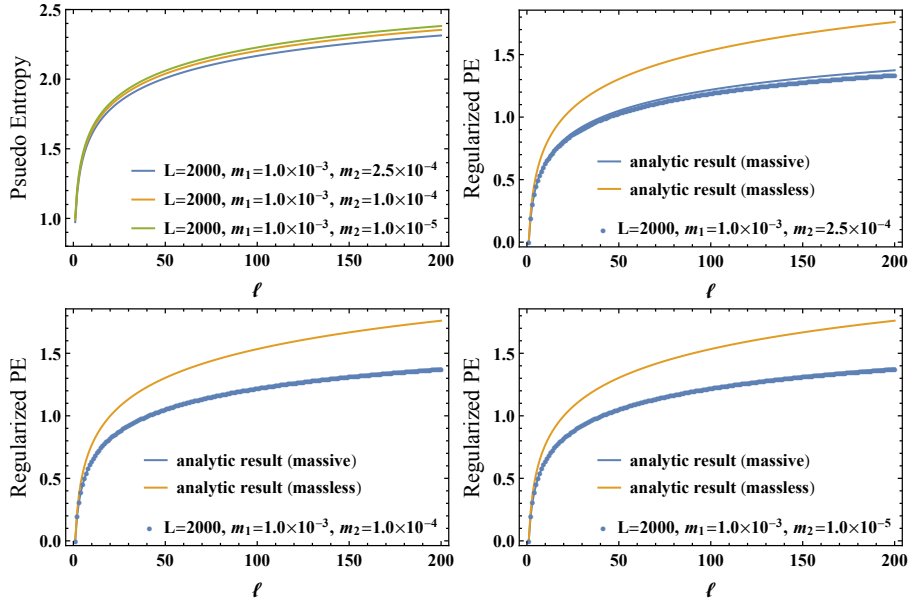 Psuedo Entropy
2.5
2.0
1.5
1.0
L=2000, m₁=1.0×10⁻³, m₂=2.5×10⁻⁴
L=2000, m₁=1.0×10⁻³, m₂=1.0×10⁻⁴
L=2000, m₁=1.0×10⁻³, m₂=1.0×10⁻⁵
0 50 100 150 200
ℓ
Regularized PE
1.5
1.0
0.5
0.0
analytic result (massive)
analytic result (massless)
L=2000, m₁=1.0×10⁻³, m₂=2.5×10⁻⁴
0 50 100 150 200
ℓ
Regularized PE
1.5
1.0
0.5
0.0
analytic result (massive)
analytic result (massless)
L=2000, m₁=1.0×10⁻³, m₂=1.0×10⁻⁴
0 50 100 150 200
ℓ
Regularized PE
1.5
1.0
0.5
0.0
analytic result (massive)
analytic result (massless)
L=2000, m₁=1.0×10⁻³, m₂=1.0×10⁻⁵
0 50 100 150 200
ℓ